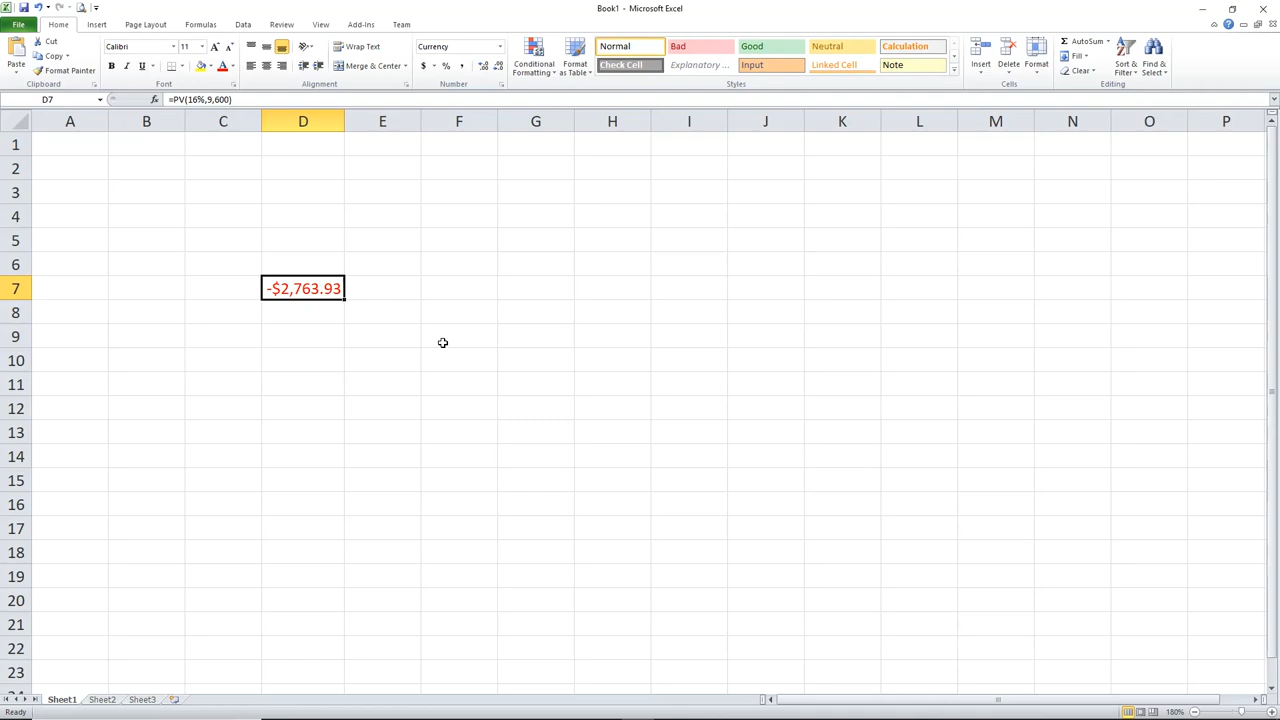 Book1 - Microsoft Excel
File Home Insert Page Layout Formulas Data Review View Add-Ins Team
Paste Cut Copy Format Painter Clipboard
Calibri 11 A A B I U A Font
Wrap Text Merge & Center Alignment
Currency $ % , Number
Conditional Formatting Format as Table
Normal Bad Good Neutral Calculation
Check Cell Explanatory ... Input Linked Cell Note
Styles
Insert Delete Format Cells
Σ AutoSum Fill Clear Sort & Filter Find & Select Editing
D7 fx =PV(16%,9,600)
A B C D E F G H I J K L M N O P
1
2
3
4
5
6
7 -$2,763.93
8
9
10
11
12
13
14
15
16
17
18
19
20
21
22
23
24
Sheet1 Sheet2 Sheet3
Ready 180%